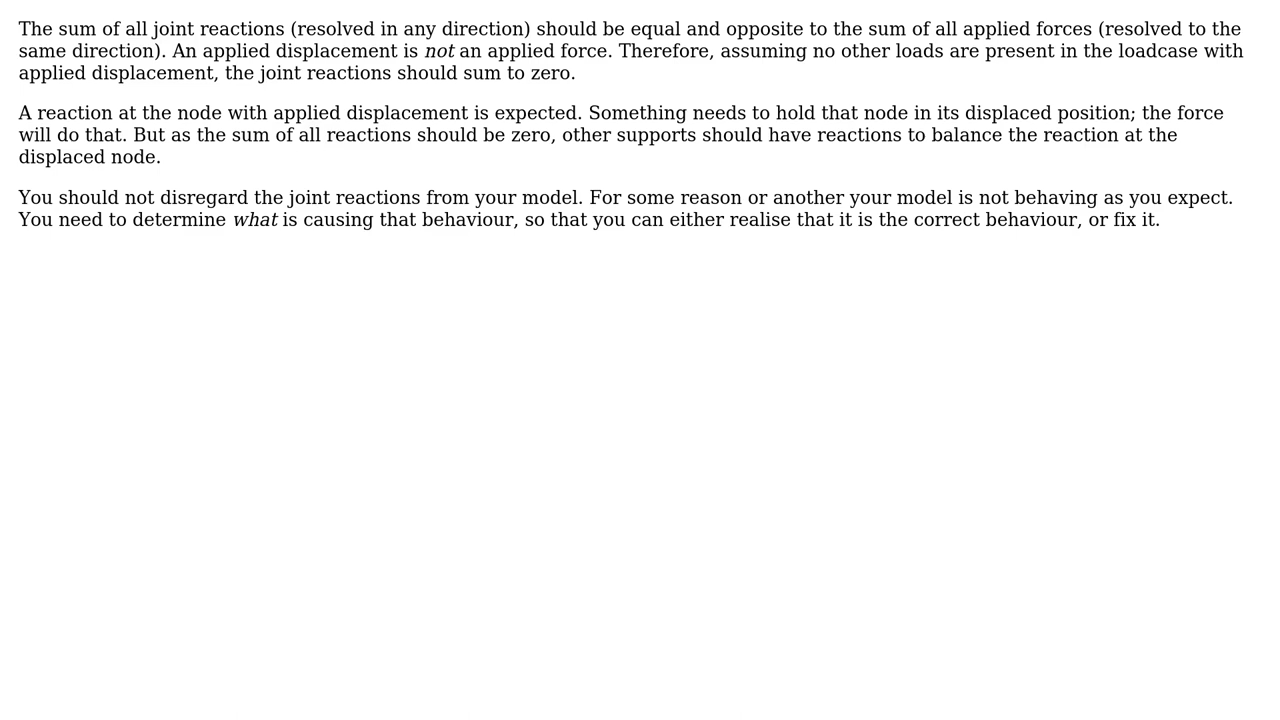 The sum of all joint reactions (resolved in any direction) should be equal and opposite to the sum of all applied forces (resolved to the
same direction). An applied displacement is not an applied force. Therefore, assuming no other loads are present in the loadcase with
applied displacement, the joint reactions should sum to zero.
A reaction at the node with applied displacement is expected. Something needs to hold that node in its displaced position; the force
will do that. But as the sum of all reactions should be zero, other supports should have reactions to balance the reaction at the
displaced node.
You should not disregard the joint reactions from your model. For some reason or another your model is not behaving as you expect.
You need to determine what is causing that behaviour, so that you can either realise that it is the correct behaviour, or fix it.